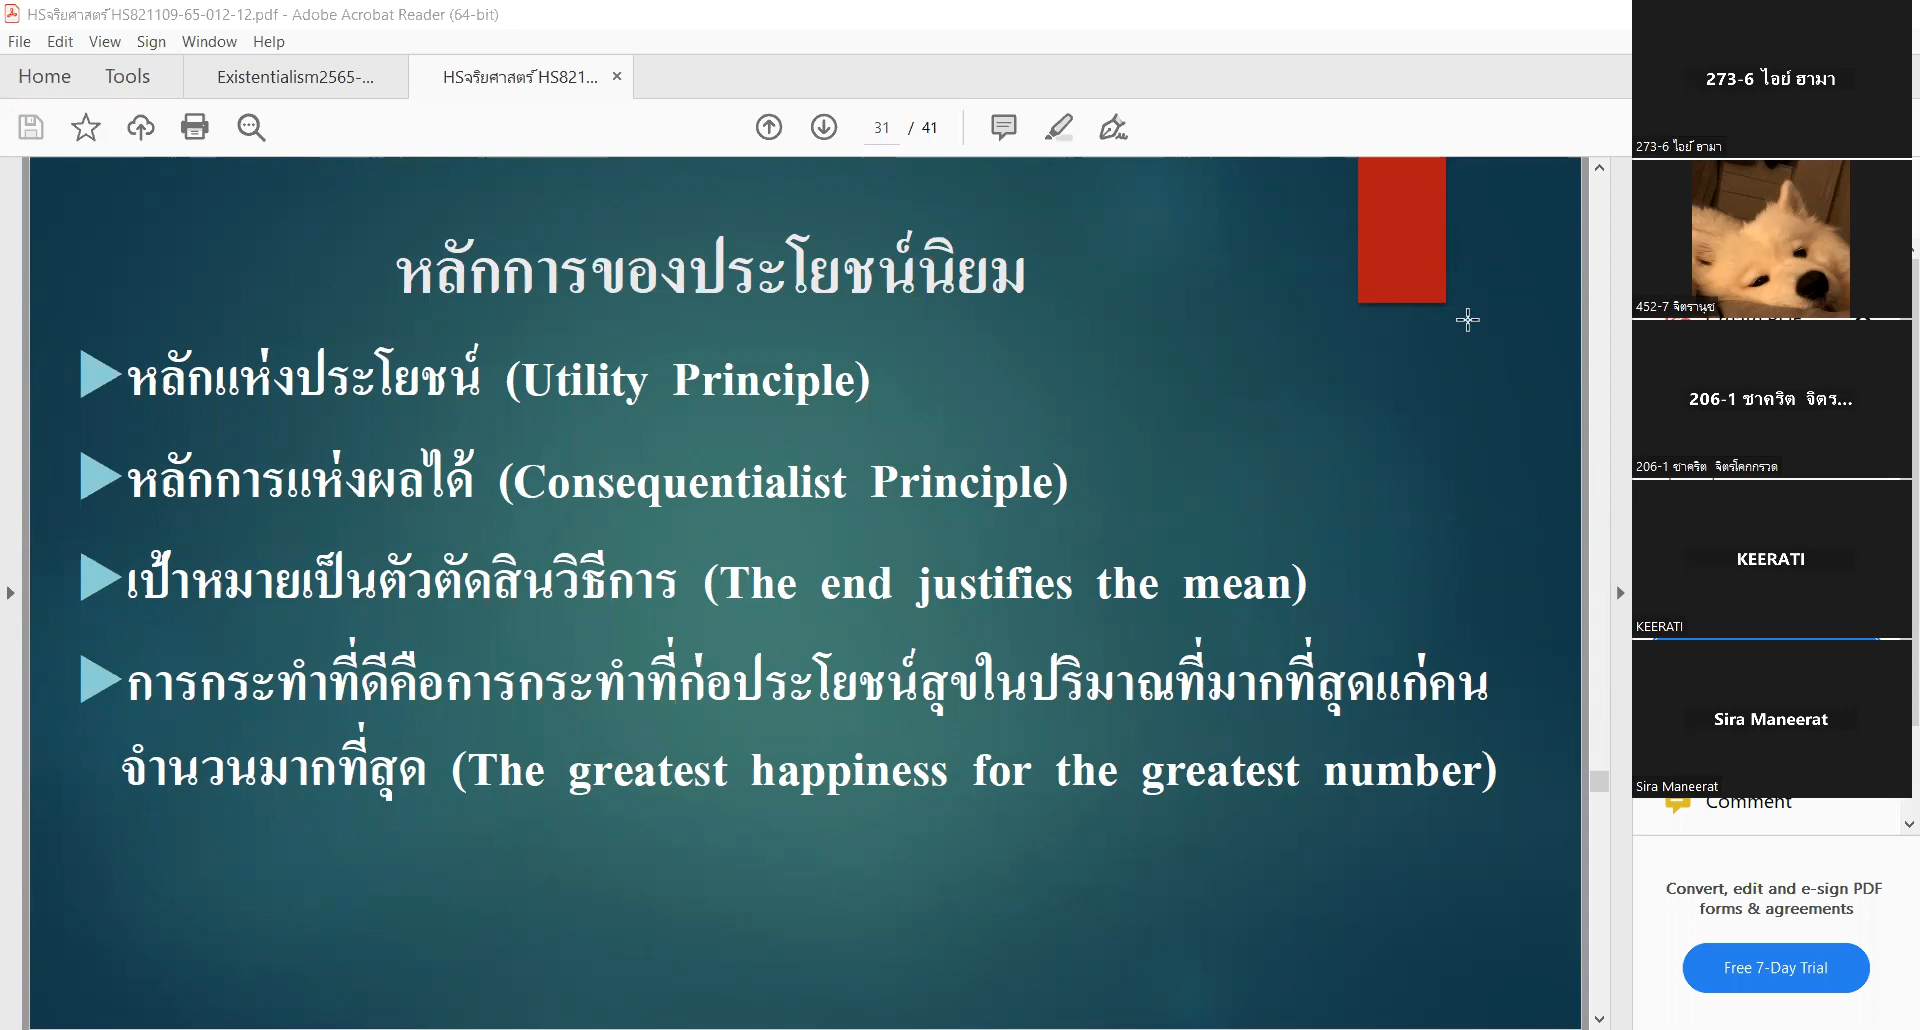 HSจริยศาสตร์ HS821109-65-012-12.pdf - Adobe Acrobat Reader (64-bit)
File Edit View Sign Window Help
Home Tools Existentialism2565-... HSจริยศาสตร์ HS821... ×
31 / 41
หลักการของประโยชน์นิยม
หลักแห่งประโยชน์ (Utility Principle)
หลักการแห่งผลได้ (Consequentialist Principle)
เป้าหมายเป็นตัวตัดสินวิธีการ (The end justifies the mean)
การกระทำที่ดีคือการกระทำที่ก่อประโยชน์สุขในปริมาณที่มากที่สุดแก่คน
จำนวนมากที่สุด (The greatest happiness for the greatest number)
273-6 ไอย์ ฮามา
273-6 ไอย์ ฮามา
452-7 จิตรานุช
206-1 ชาคริต จิตร...
206-1 ชาคริต จิตรโคกกรวด
KEERATI
KEERATI
Sira Maneerat
Sira Maneerat
Comment
Convert, edit and e-sign PDF
forms & agreements
Free 7-Day Trial